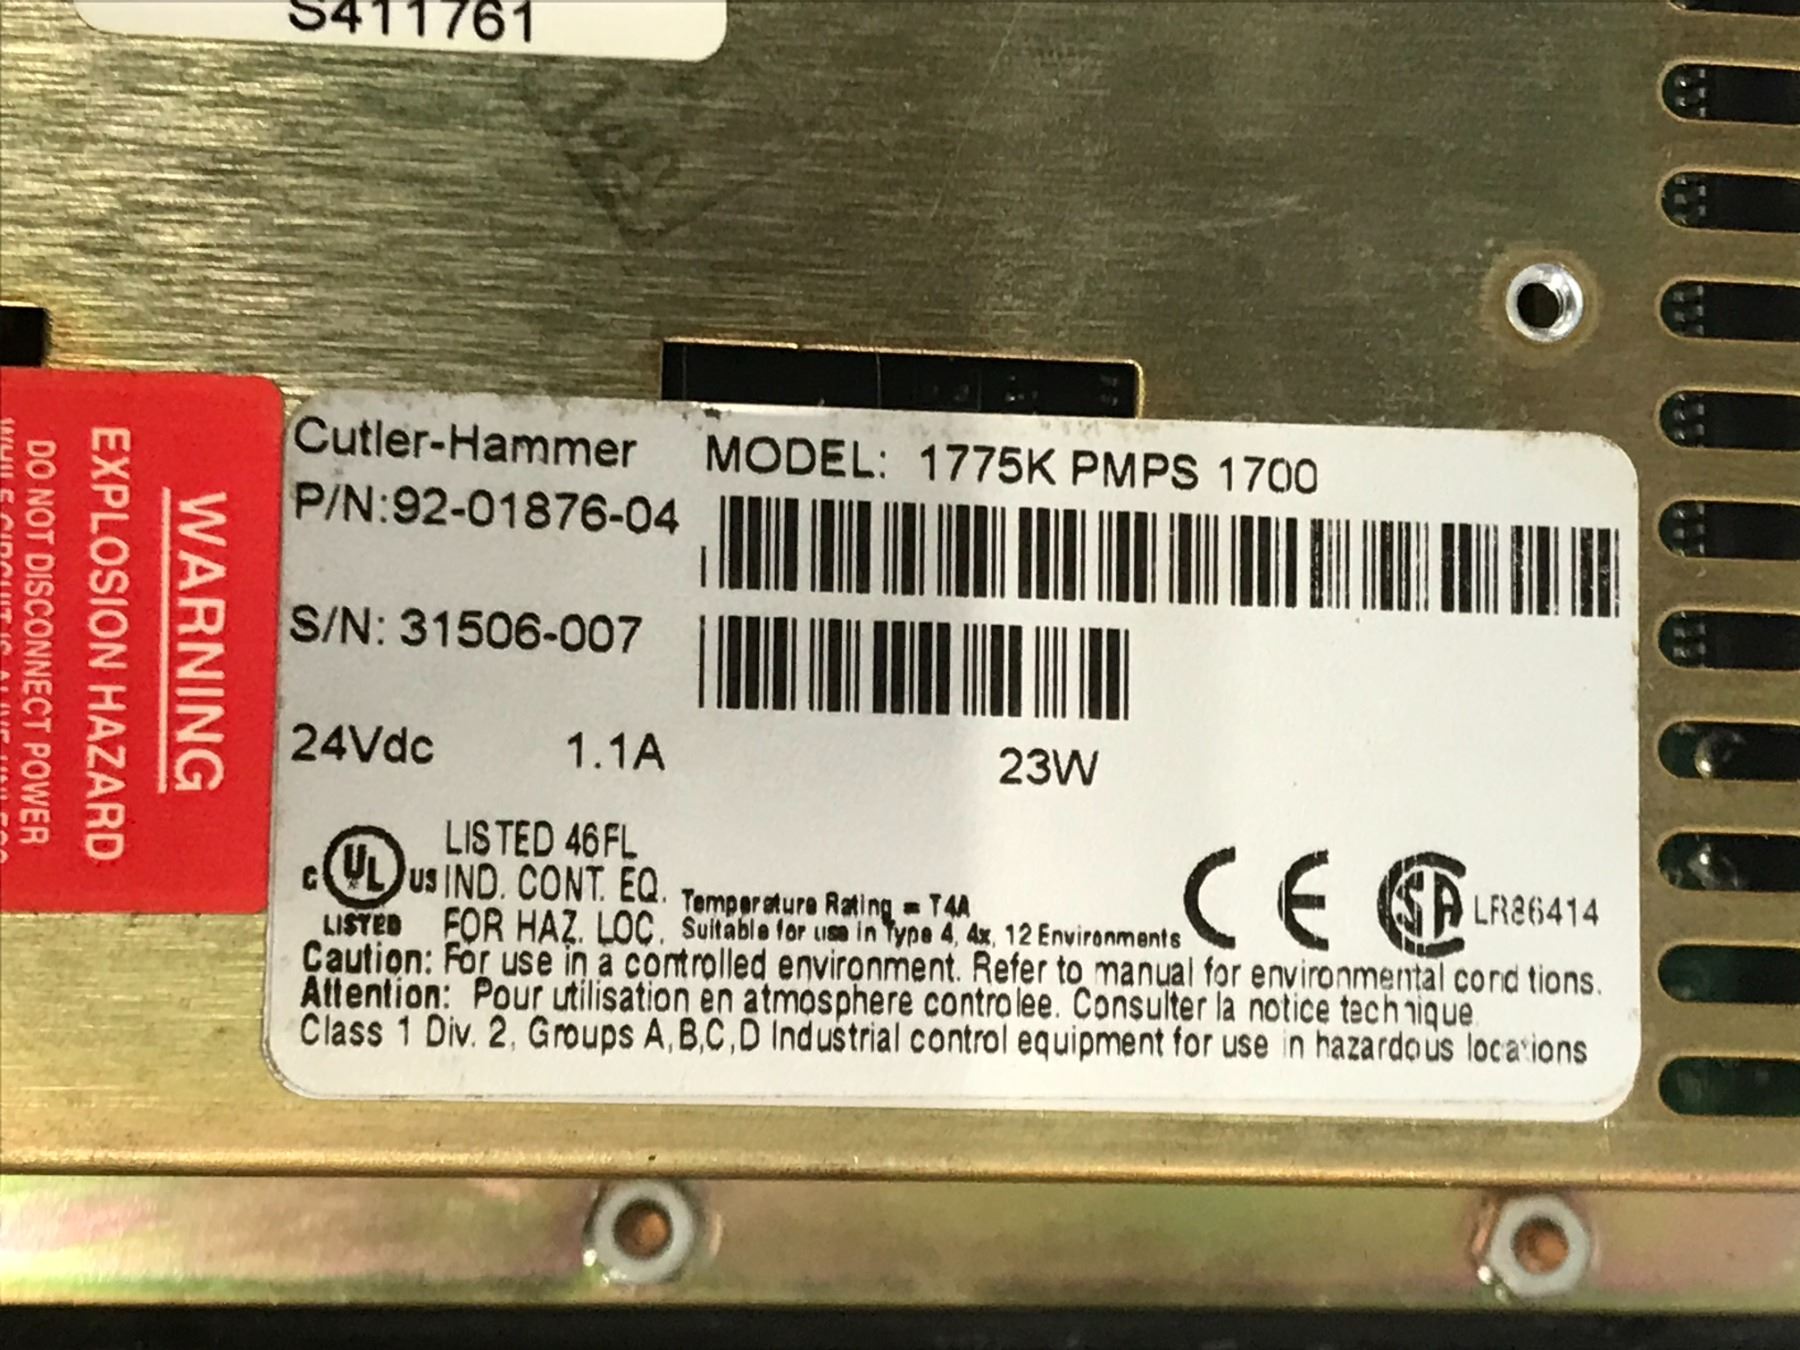 S411761
WARNING
EXPLOSION HAZARD
DO NOT DISCONNECT POWER
Cutler-Hammer
MODEL: 1775K PMPS 1700
P/N:92-01876-04
S/N: 31506-007
24Vdc 1.1A 23W
C UL US LISTED
LISTED 46FL
IND. CONT. EQ.
FOR HAZ. LOC.
Temperature Rating = T4A
Suitable for use in Type 4, 4x, 12 Environments
CE
CSA LR86414
Caution: For use in a controlled environment. Refer to manual for environmental conditions.
Attention: Pour utilisation en atmosphere controlee. Consulter la notice technique.
Class 1 Div. 2, Groups A,B,C,D Industrial control equipment for use in hazardous locations